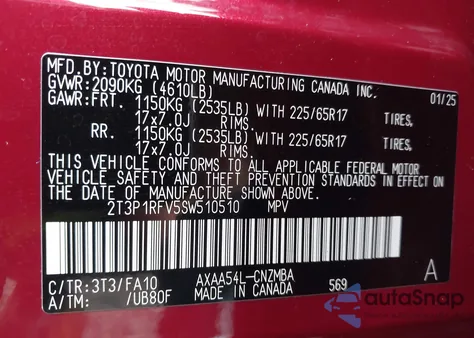 MFD.BY:TOYOTA MOTOR MANUFACTURING CANADA INC.
GVWR:2090KG (4610LB) 01/25
GAWR:FRT. 1150KG (2535LB) WITH 225/65R17 TIRES,
17x7.0J RIMS.
RR. 1150KG (2535LB) WITH 225/65R17 TIRES,
17x7.0J RIMS.
THIS VEHICLE CONFORMS TO ALL APPLICABLE FEDERAL MOTOR
VEHICLE SAFETY AND THEFT PREVENTION STANDARDS IN EFFECT
ON THE DATE OF MANUFACTURE SHOWN ABOVE.
2T3P1RFV5SW510510 MPV
C/TR:3T3/FA10 AXAA54L-CNZMBA A
A/TM: /UB80F MADE IN CANADA 569
autoSnap